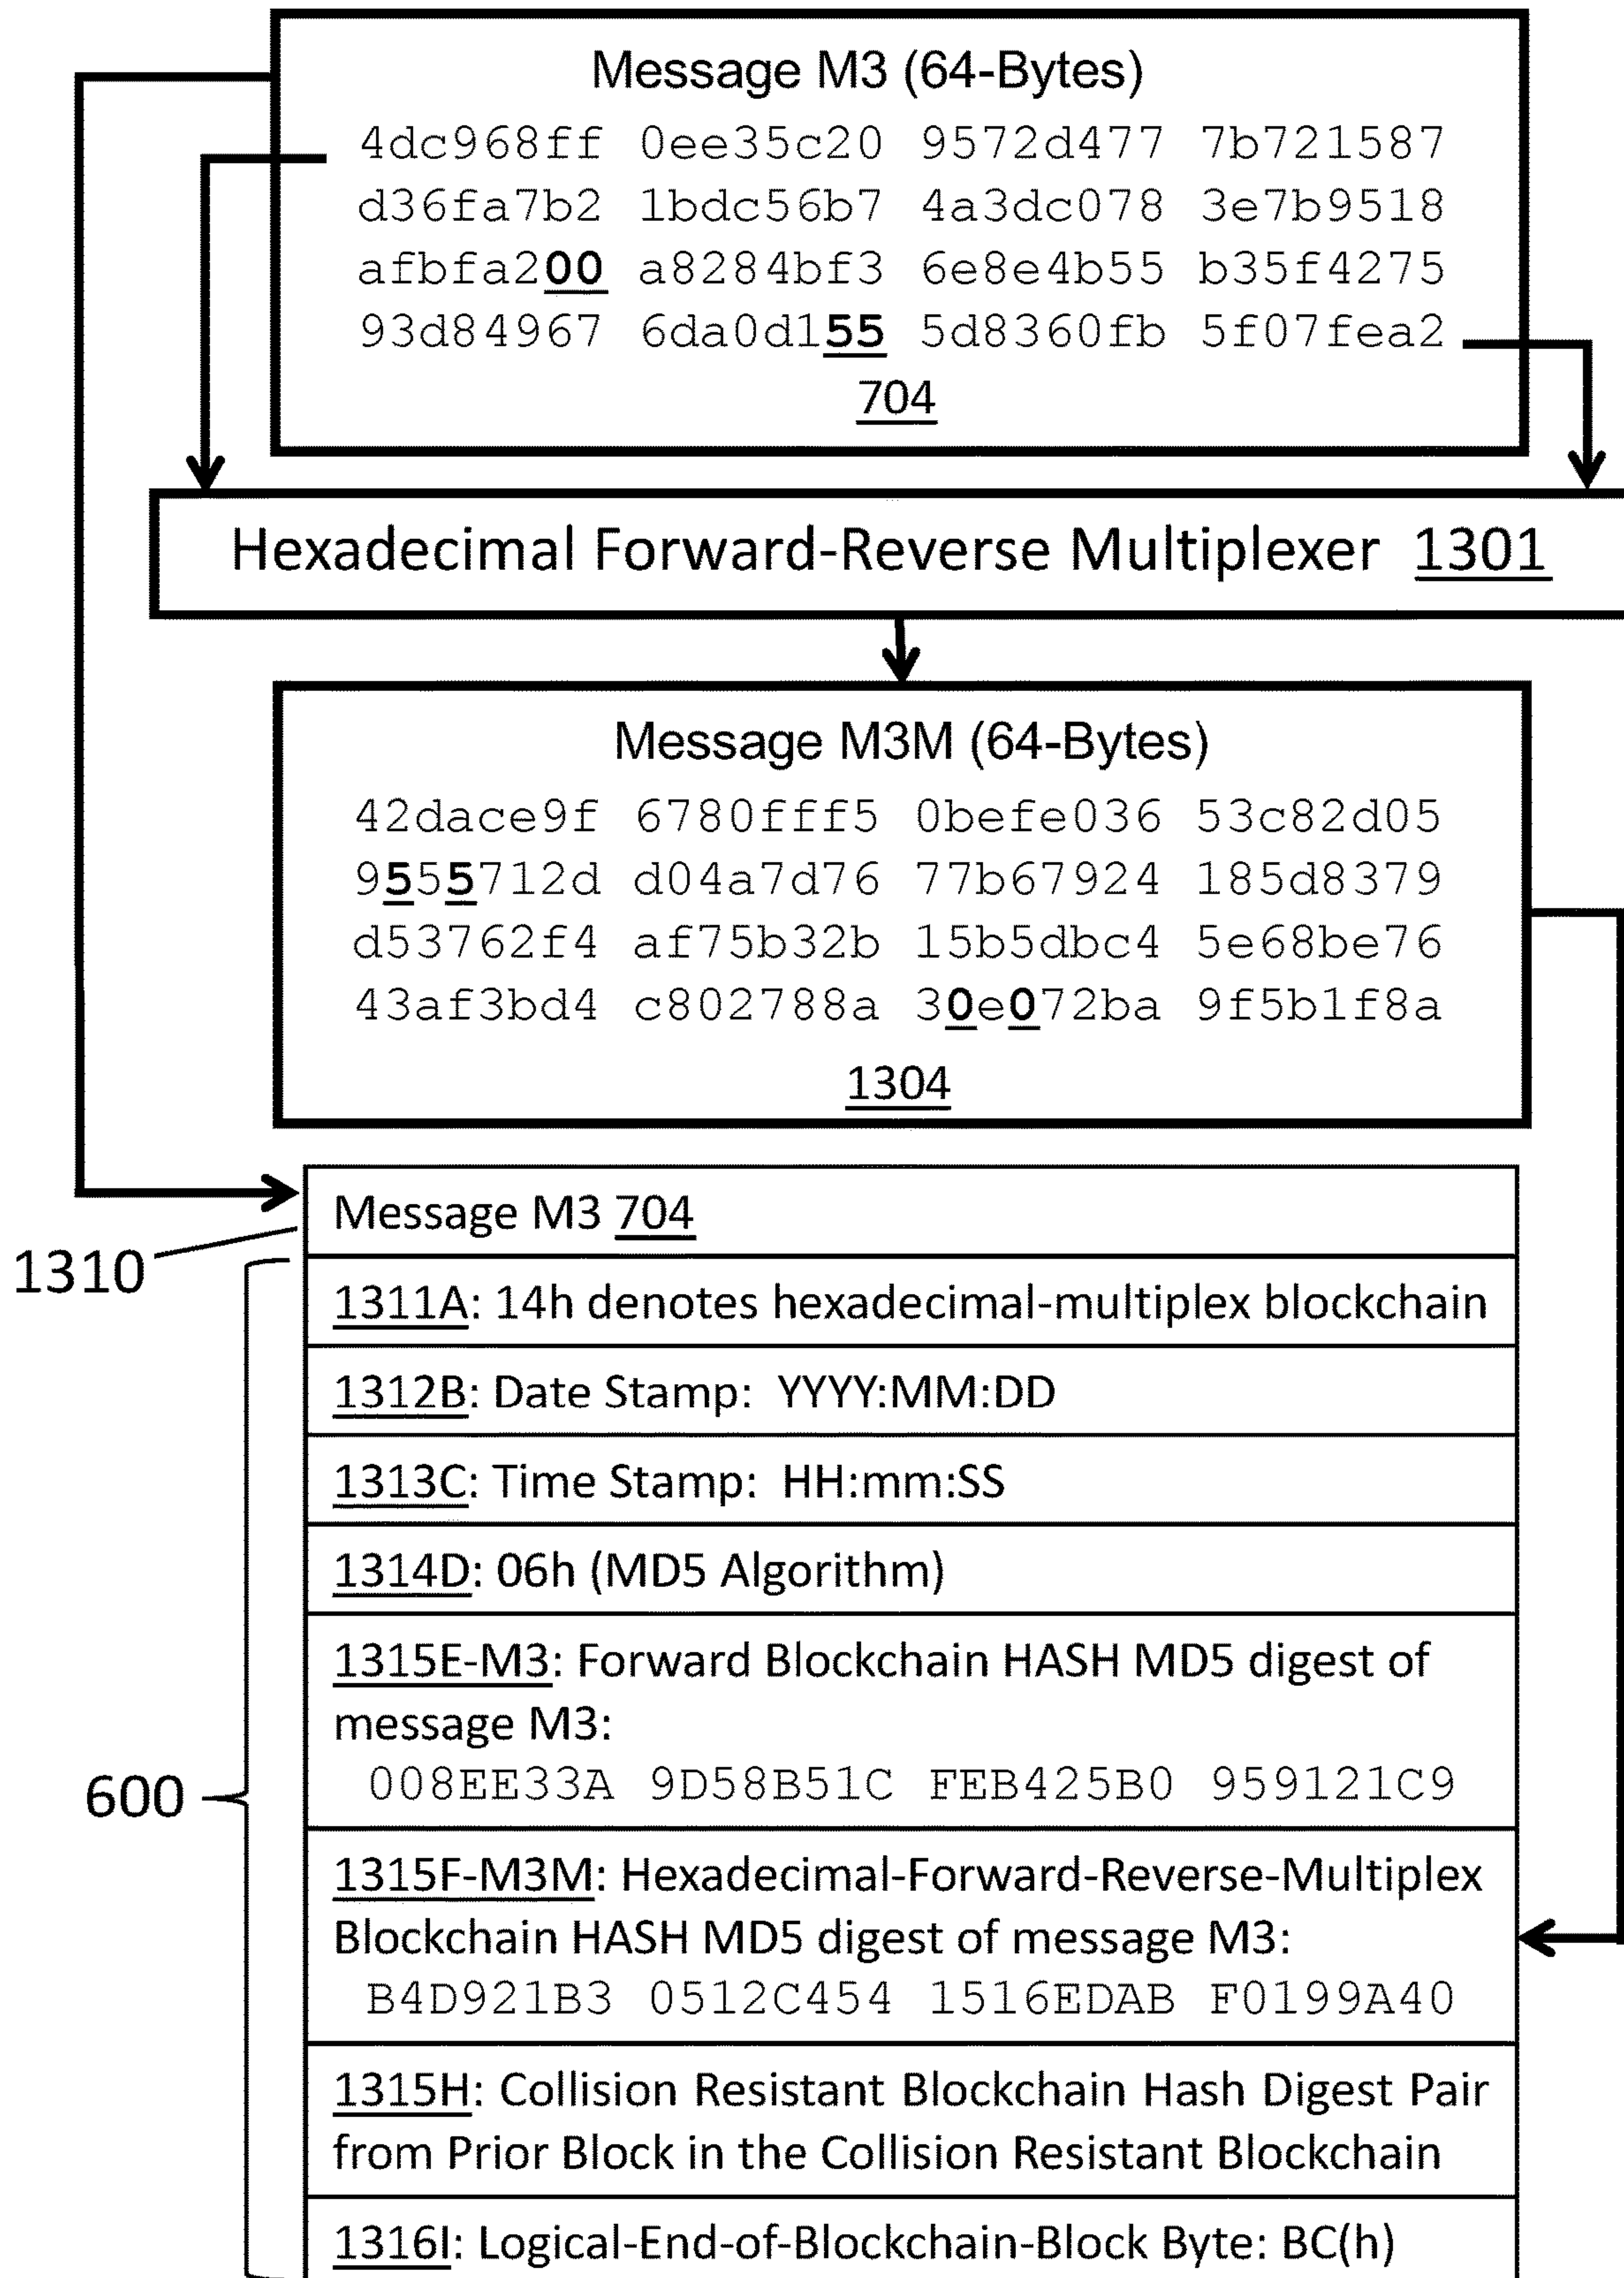 Message M3 (64-Bytes)
4dc968ff 0ee35c20 9572d477 7b721587
d36fa7b2 1bdc56b7 4a3dc078 3e7b9518
afbfa200 a8284bf3 6e8e4b55 b35f4275
93d84967 6da0d155 5d8360fb 5f07fea2
704
Hexadecimal Forward-Reverse Multiplexer 1301
Message M3M (64-Bytes)
42dace9f 6780fff5 0befe036 53c82d05
9555712d d04a7d76 77b67924 185d8379
d53762f4 af75b32b 15b5dbc4 5e68be76
43af3bd4 c802788a 30e072ba 9f5b1f8a
1304
Message M3 704
1310
1311A: 14h denotes hexadecimal-multiplex blockchain
1312B: Date Stamp: YYYY:MM:DD
1313C: Time Stamp: HH:mm:SS
1314D: 06h (MD5 Algorithm)
1315E-M3: Forward Blockchain HASH MD5 digest of
message M3:
008EE33A 9D58B51C FEB425B0 959121C9
600
1315F-M3M: Hexadecimal-Forward-Reverse-Multiplex
Blockchain HASH MD5 digest of message M3:
B4D921B3 0512C454 1516EDAB F0199A40
1315H: Collision Resistant Blockchain Hash Digest Pair
from Prior Block in the Collision Resistant Blockchain
1316I: Logical-End-of-Blockchain-Block Byte: BC(h)